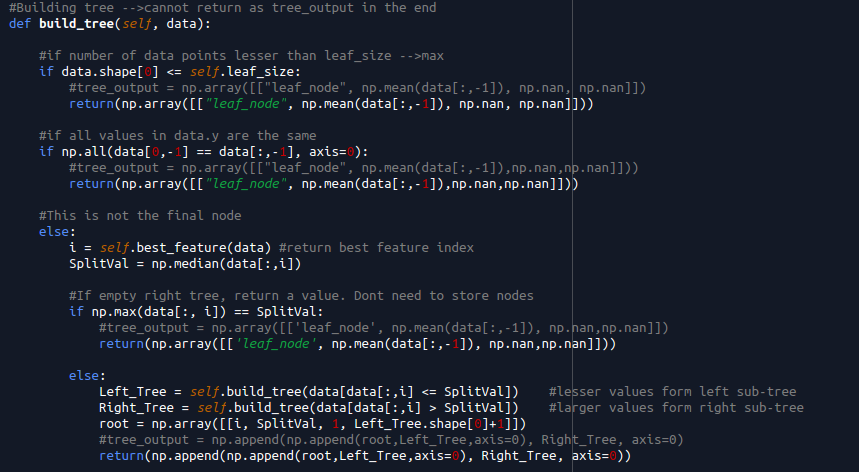 #Building tree -->cannot return as tree_output in the end
def build_tree(self, data):
#if number of data points lesser than leaf_size -->max
if data.shape[0] <= self.leaf_size:
#tree_output = np.array([["leaf_node", np.mean(data[:,-1]), np.nan, np.nan]])
return(np.array([["leaf_node", np.mean(data[:,-1]), np.nan, np.nan]]))
#if all values in data.y are the same
if np.all(data[0,-1] == data[:,-1], axis=0):
#tree_output = np.array([["leaf_node", np.mean(data[:,-1]),np.nan,np.nan]]))
return(np.array([["leaf_node", np.mean(data[:,-1]),np.nan,np.nan]]))
#This is not the final node
else:
i = self.best_feature(data) #return best feature index
SplitVal = np.median(data[:,i])
#If empty right tree, return a value. Dont need to store nodes
if np.max(data[:, i]) == SplitVal:
#tree_output = np.array([['leaf_node', np.mean(data[:,-1]), np.nan,np.nan]])
return(np.array([['leaf_node', np.mean(data[:,-1]), np.nan,np.nan]]))
else:
Left_Tree = self.build_tree(data[data[:,i] <= SplitVal]) #lesser values form left sub-tree
Right_Tree = self.build_tree(data[data[:,i] > SplitVal]) #larger values form right sub-tree
root = np.array([[i, SplitVal, 1, Left_Tree.shape[0]+1]])
#tree_output = np.append(np.append(root,Left_Tree,axis=0), Right_Tree, axis=0)
return(np.append(np.append(root,Left_Tree,axis=0), Right_Tree, axis=0))